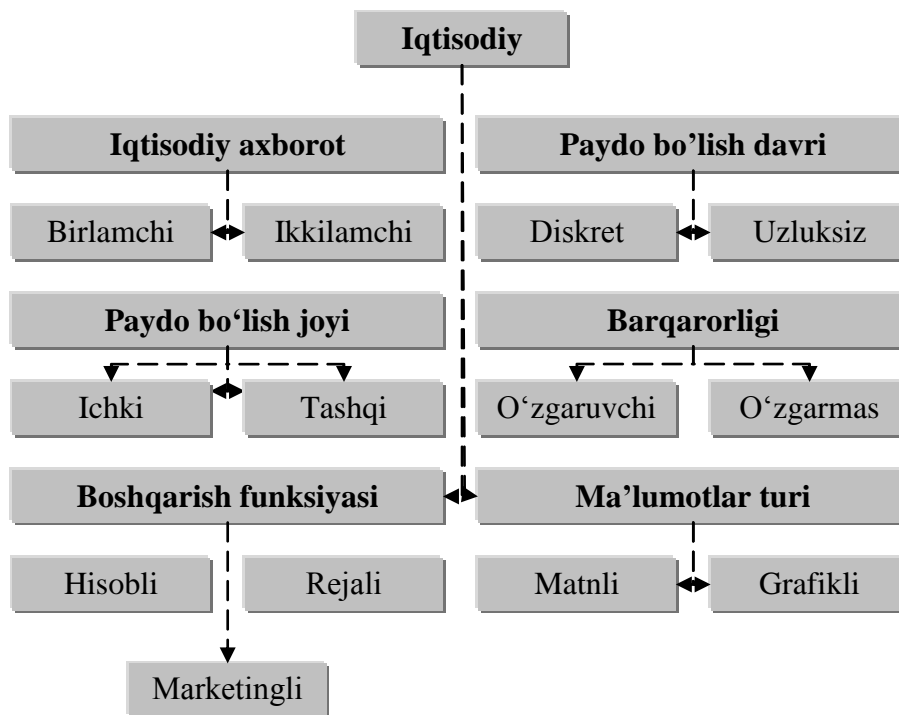 Iqtisodiy
Iqtisodiy axborot
Paydo bo’lish davri
Birlamchi
Ikkilamchi
Diskret
Uzluksiz
Paydo bo‘lish joyi
Barqarorligi
Ichki
Tashqi
O‘zgaruvchi
O‘zgarmas
Boshqarish funksiyasi
Ma’lumotlar turi
Hisobli
Rejali
Matnli
Grafikli
Marketingli